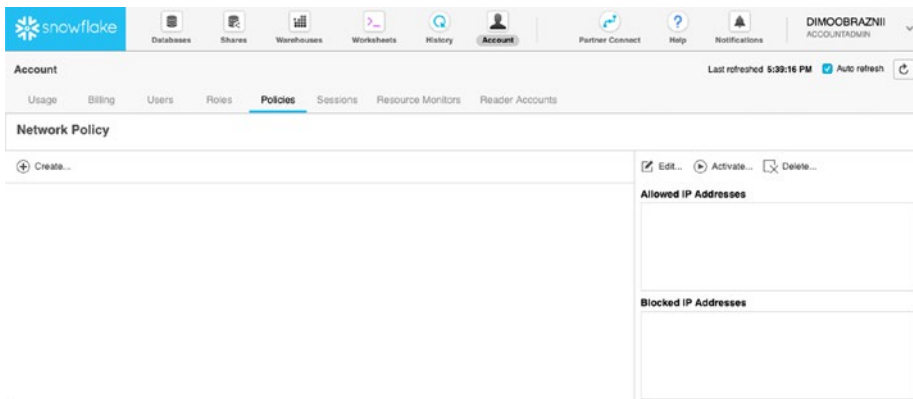 snowflake
Databases Shares Warehouses Worksheets History Account Partner Connect Help Notifications DIMOOBRAZNII
ACCOUNTADMIN
Account Last refreshed 5:39:16 PM Auto refresh
Usage Billing Users Roles Policies Sessions Resource Monitors Reader Accounts
Network Policy
Create... Edit... Activate... Delete...
Allowed IP Addresses
Blocked IP Addresses